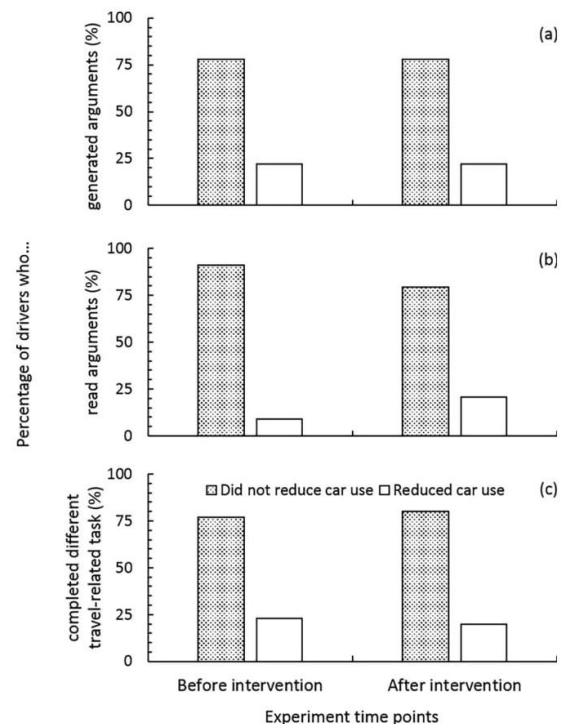 Percentage of drivers who...
generated arguments (%)
100
75
50
25
0
(a)
read arguments (%)
100
75
50
25
0
(b)
completed different
travel-related task (%)
100
75
50
25
0
Did not reduce car use Reduced car use
(c)
Before intervention After intervention
Experiment time points